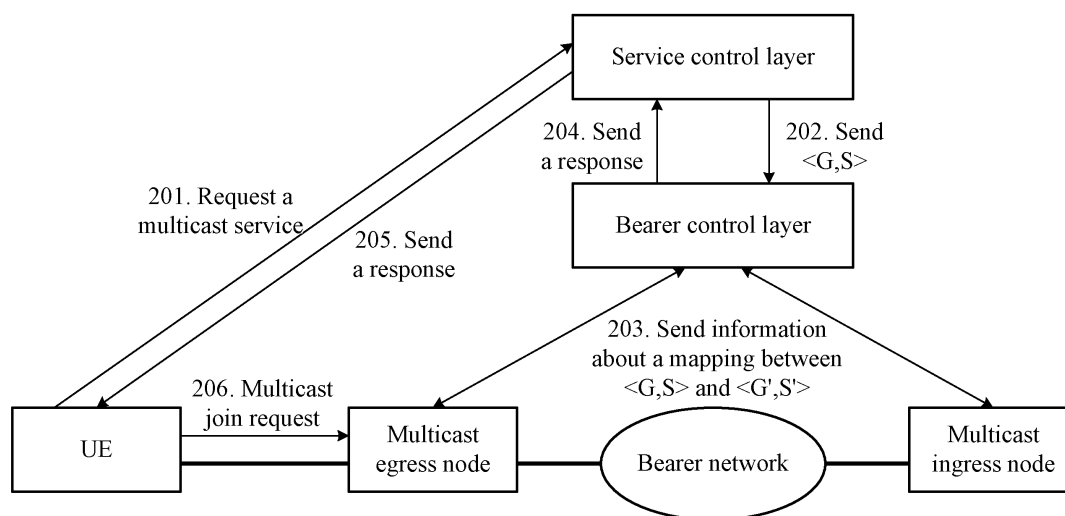 Service control layer
204. Send
a response
202. Send
<G,S>
201. Request a
multicast service
205. Send
a response
Bearer control layer
203. Send information
about a mapping between
<G,S> and <G',S'>
206. Multicast
join request
UE
Multicast
egress node
Bearer network
Multicast
ingress node